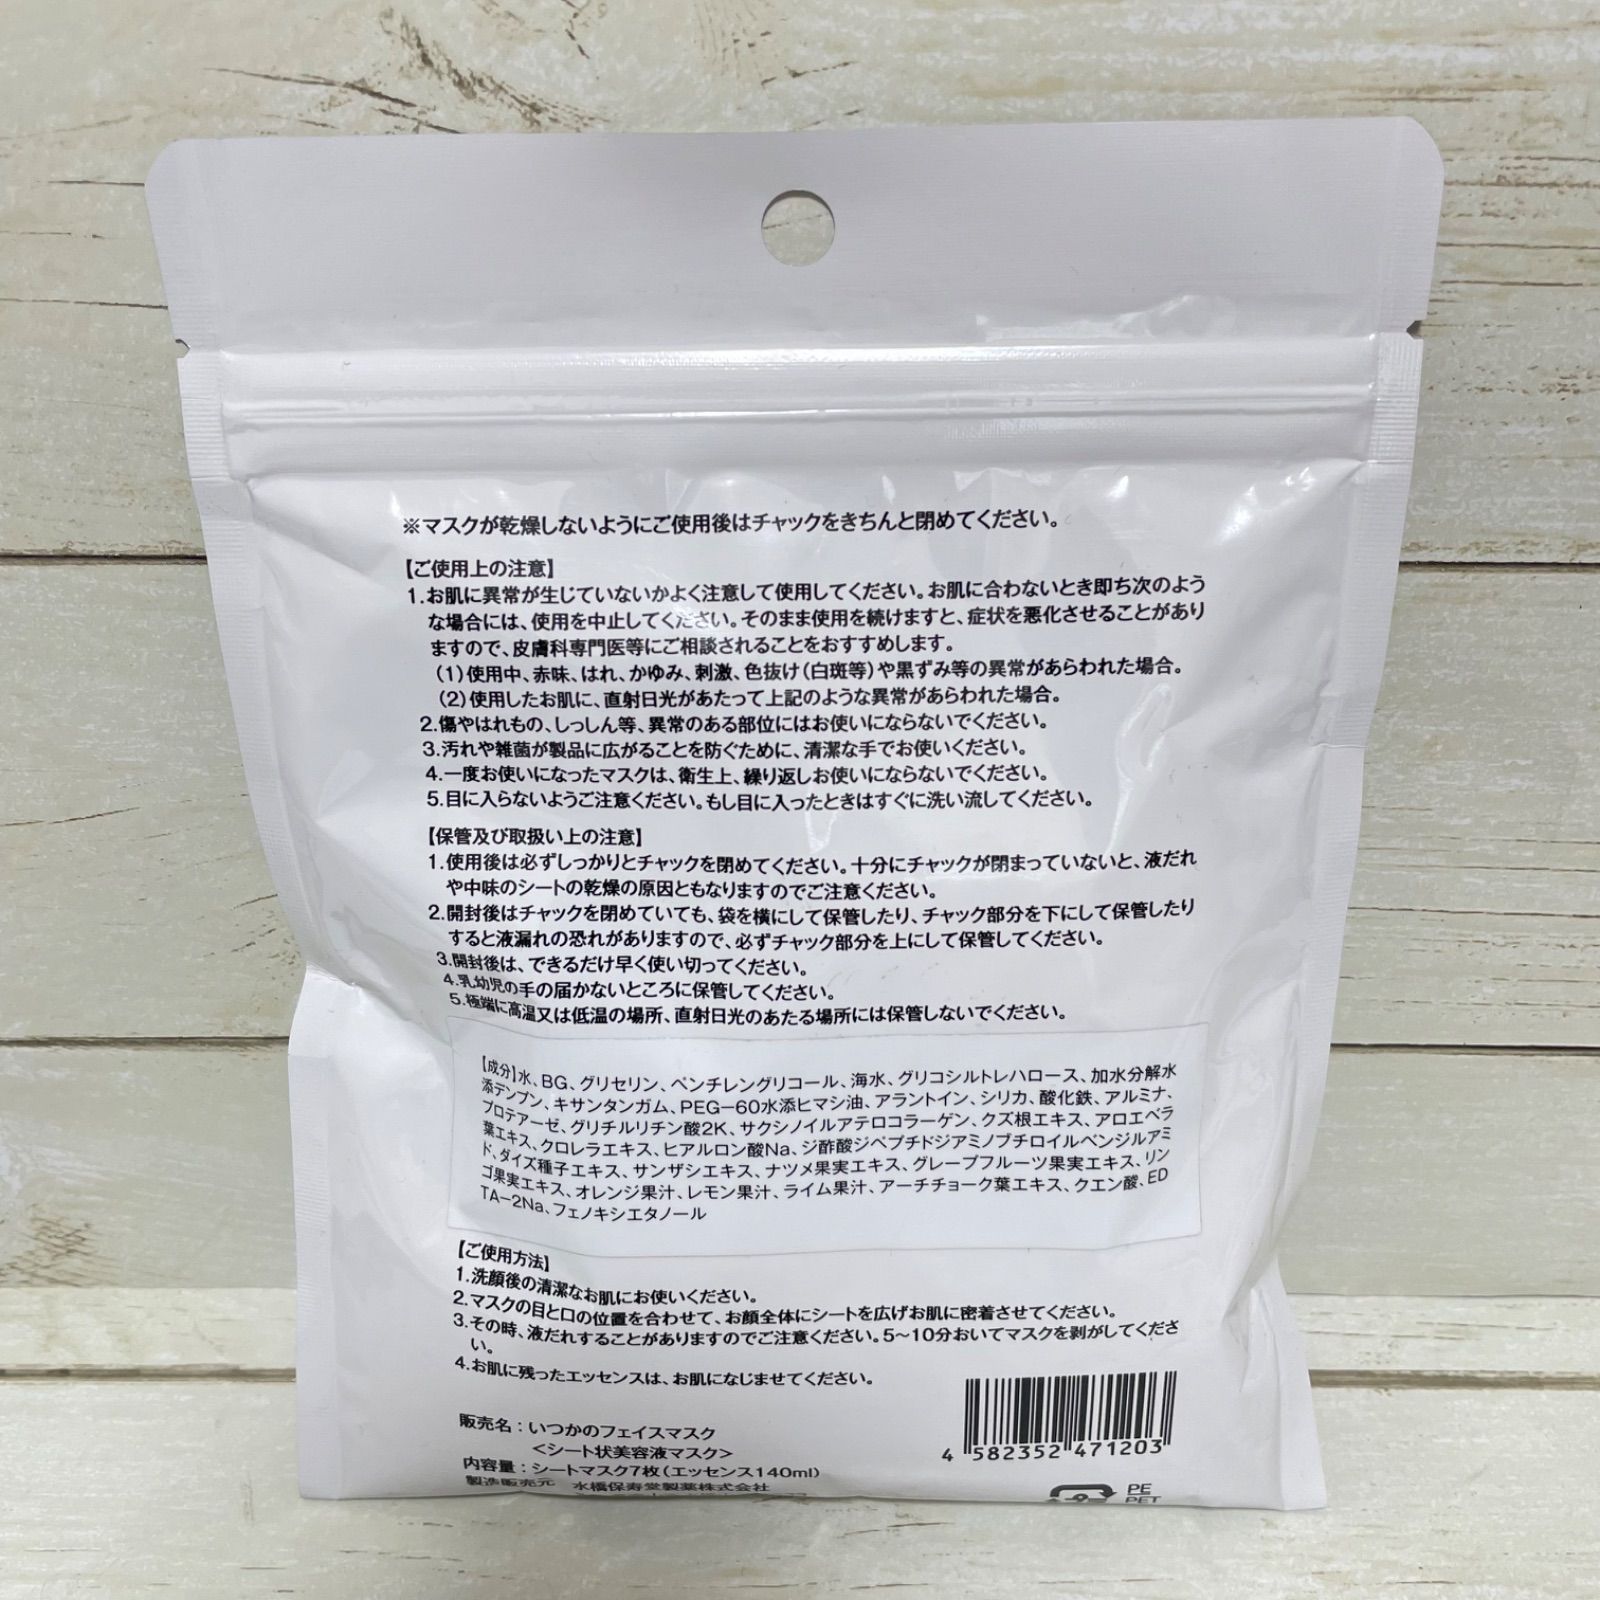 ※マスクが乾燥しないようにご使用後はチャックをきちんと閉めてください。
【ご使用上の注意】
1.お肌に異常が生じていないかよく注意して使用してください。お肌に合わないとき即ち次のよう
な場合には、使用を中止してください。そのまま使用を続けますと、症状を悪化させることがあり
ますので、皮膚科専門医等にご相談されることをおすすめします。
(1)使用中、赤味、はれ、かゆみ、刺激、色抜け(白斑等)や黒ずみ等の異常があらわれた場合。
(2)使用したお肌に、直射日光があたって上記のような異常があらわれた場合。
2.傷やはれもの、しっしん等、異常のある部位にはお使いにならないでください。
3.汚れや雑菌が製品に広がることを防ぐために、清潔な手でお使いください。
4.一度お使いになったマスクは、衛生上、繰り返しお使いにならないでください。
5.目に入らないようご注意ください。もし目に入ったときはすぐに洗い流してください。
【保管及び取扱い上の注意】
1.使用後は必ずしっかりとチャックを閉めてください。十分にチャックが閉まっていないと、液だれ
や中味のシートの乾燥の原因ともなりますのでご注意ください。
2.開封後はチャックを閉めていても、袋を横にして保管したり、チャック部分を下にして保管したり
すると液漏れの恐れがありますので、必ずチャック部分を上にして保管してください。
3.開封後は、できるだけ早く使い切ってください。
4.乳幼児の手の届かないところに保管してください。
5.極端に高温又は低温の場所、直射日光のあたる場所には保管しないでください。
【成分】水、BG、グリセリン、ペンチレングリコール、海水、グリコシルトレハロース、加水分解水
添デンプン、キサンタンガム、PEG-60水添ヒマシ油、アラントイン、シリカ、酸化鉄、アルミナ、
プロテアーゼ、グリチルリチン酸2K、サクシノイルアテロコラーゲン、クズ根エキス、アロエベラ
葉エキス、クロレラエキス、ヒアルロン酸Na、ジ酢酸ジペプチドジアミノブチロイルベンジルアミ
ド、ダイズ種子エキス、サンザシエキス、ナツメ果実エキス、グレープフルーツ果実エキス、リン
ゴ果実エキス、オレンジ果汁、レモン果汁、ライム果汁、アーチチョーク葉エキス、クエン酸、ED
TA-2Na、フェノキシエタノール
【ご使用方法】
1.洗顔後の清潔なお肌にお使いください。
2.マスクの目と口の位置を合わせて、お顔全体にシートを広げお肌に密着させてください。
3.その時、液だれすることがありますのでご注意ください。5〜10分おいてマスクを剥がしてくださ
い。
4.お肌に残ったエッセンスは、お肌になじませてください。
販売名:いつかのフェイスマスク
<シート状美容液マスク>
内容量:シートマスク7枚(エッセンス140ml)
製造販売元 水橋保寿堂製薬株式会社
4 582352 471203
PE
PET